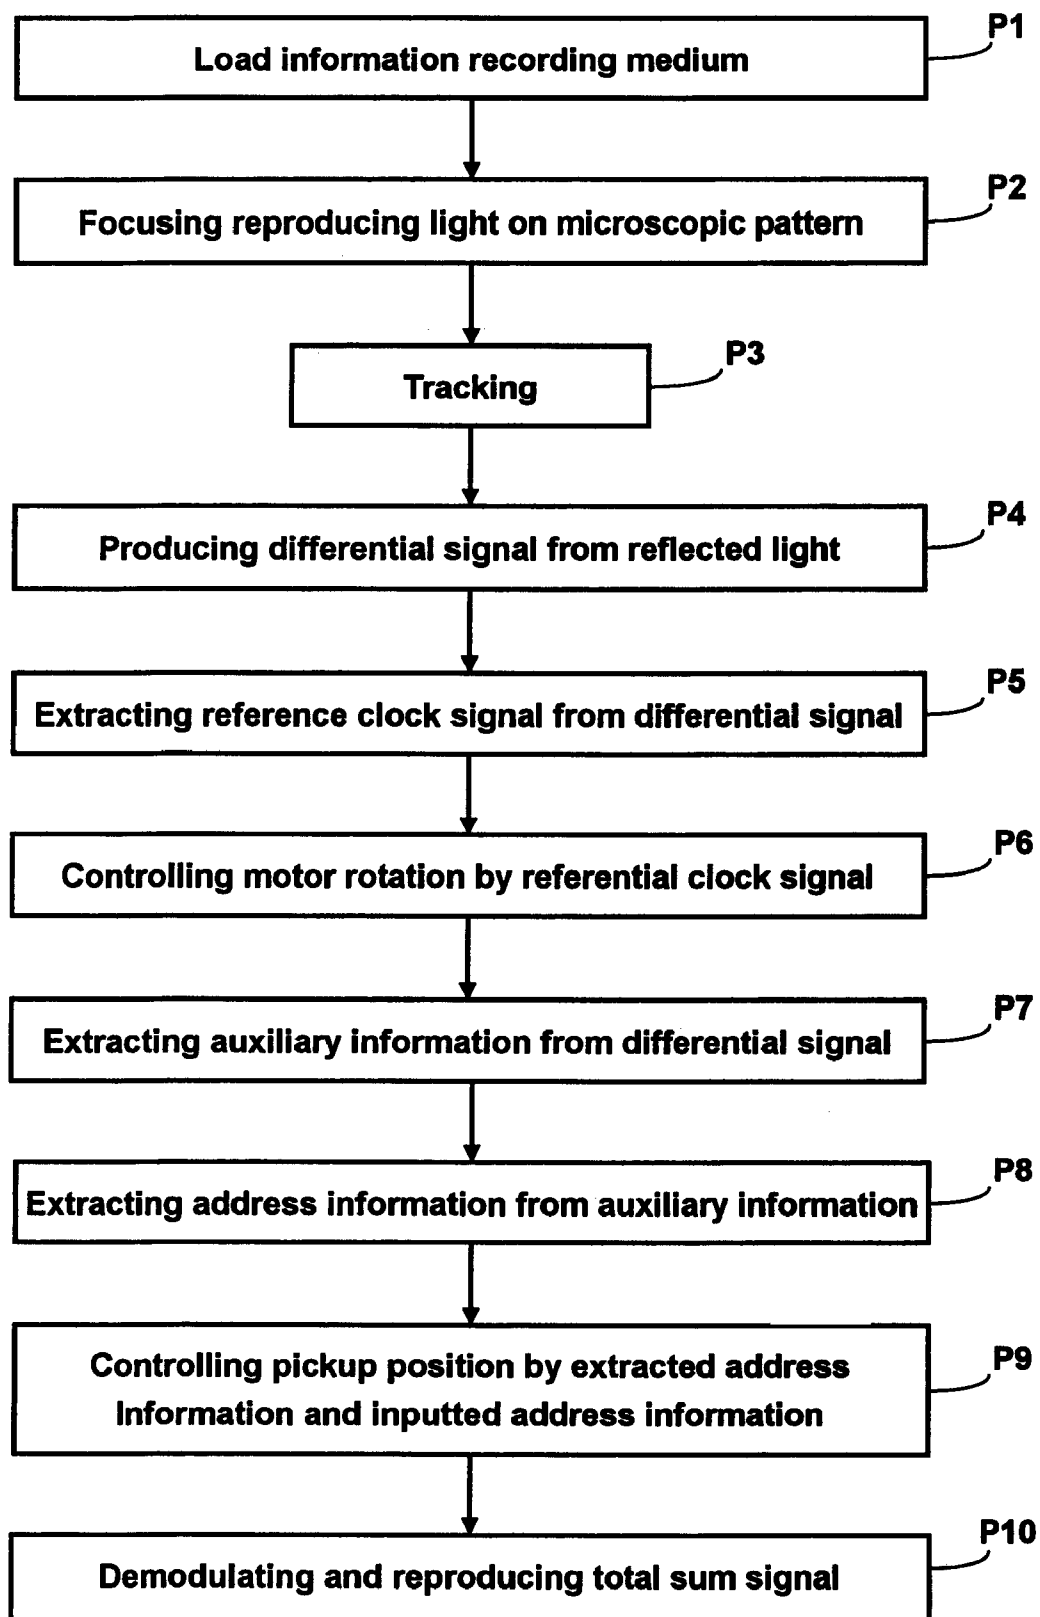 P1
Load information recording medium
P2
Focusing reproducing light on microscopic pattern
P3
Tracking
P4
Producing differential signal from reflected light
P5
Extracting reference clock signal from differential signal
P6
Controlling motor rotation by referential clock signal
P7
Extracting auxiliary information from differential signal
P8
Extracting address information from auxiliary information
P9
Controlling pickup position by extracted address
Information and inputted address information
P10
Demodulating and reproducing total sum signal